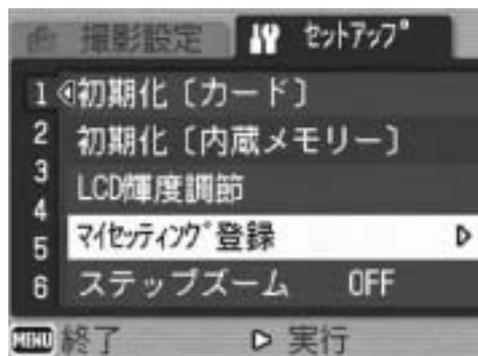 撮影設定 セットアップ
1 初期化〔カード〕
2 初期化〔内蔵メモリー〕
3 LCD輝度調節
4 マイセッティング登録
5 ステップズーム OFF
6
MENU 終了 実行